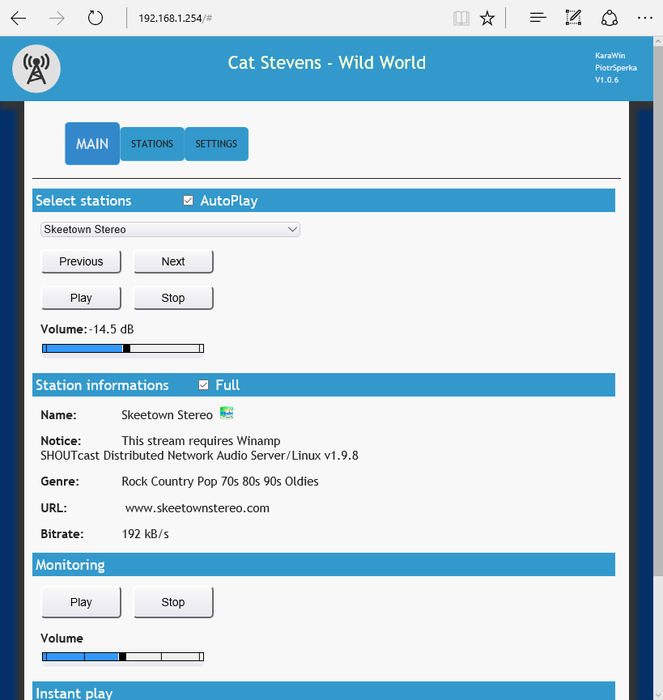 192.168.1.254/#
Cat Stevens - Wild World
KaraWin
PiotrSperka
V1.0.6
MAIN
STATIONS
SETTINGS
Select stations
AutoPlay
Skeetown Stereo
Previous
Next
Play
Stop
Volume:-14.5 dB
Station informations
Full
Name: Skeetown Stereo
Notice: This stream requires Winamp
SHOUTcast Distributed Network Audio Server/Linux v1.9.8
Genre: Rock Country Pop 70s 80s 90s Oldies
URL: www.skeetownstereo.com
Bitrate: 192 kB/s
Monitoring
Play
Stop
Volume
Instant play